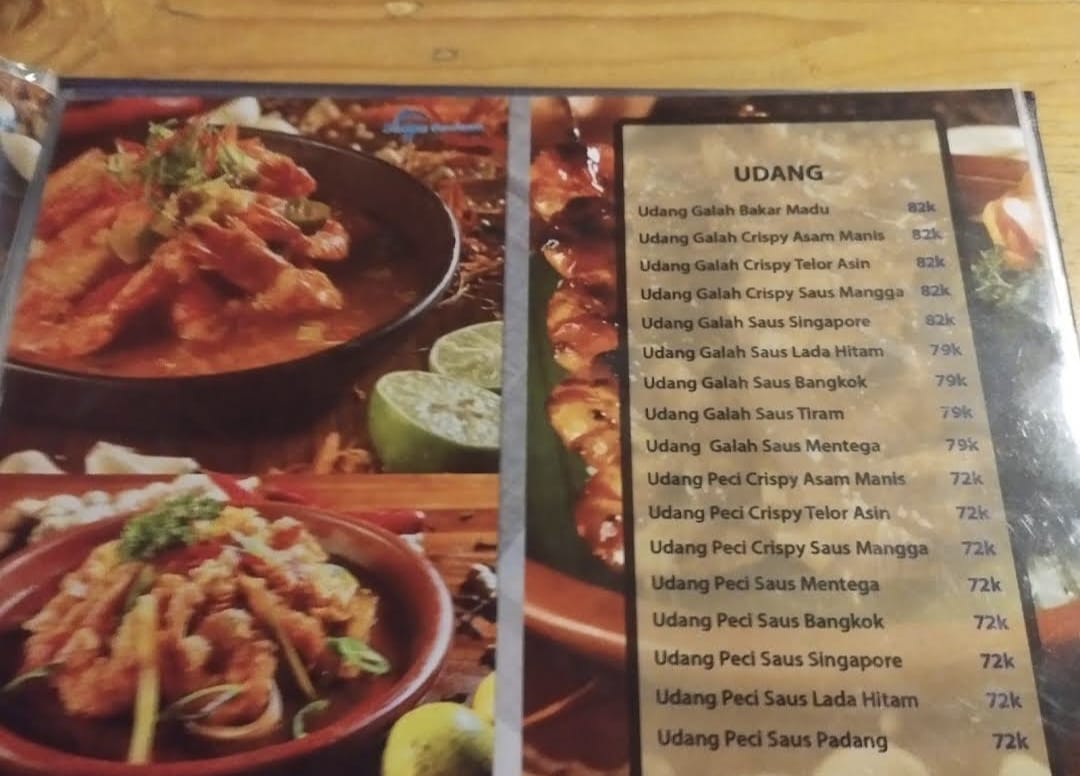 UDANG
Udang Galah Bakar Madu 82k
Udang Galah Crispy Asam Manis 82k
Udang Galah Crispy Telor Asin 82k
Udang Galah Crispy Saus Mangga 82k
Udang Galah Saus Singapore 82k
Udang Galah Saus Lada Hitam 79k
Udang Galah Saus Bangkok 79k
Udang Galah Saus Tiram 79k
Udang Galah Saus Mentega 79k
Udang Peci Crispy Asam Manis 72k
Udang Peci Crispy Telor Asin 72k
Udang Peci Crispy Saus Mangga 72k
Udang Peci Saus Mentega 72k
Udang Peci Saus Bangkok 72k
Udang Peci Saus Singapore 72k
Udang Peci Saus Lada Hitam 72k
Udang Peci Saus Padang 72k